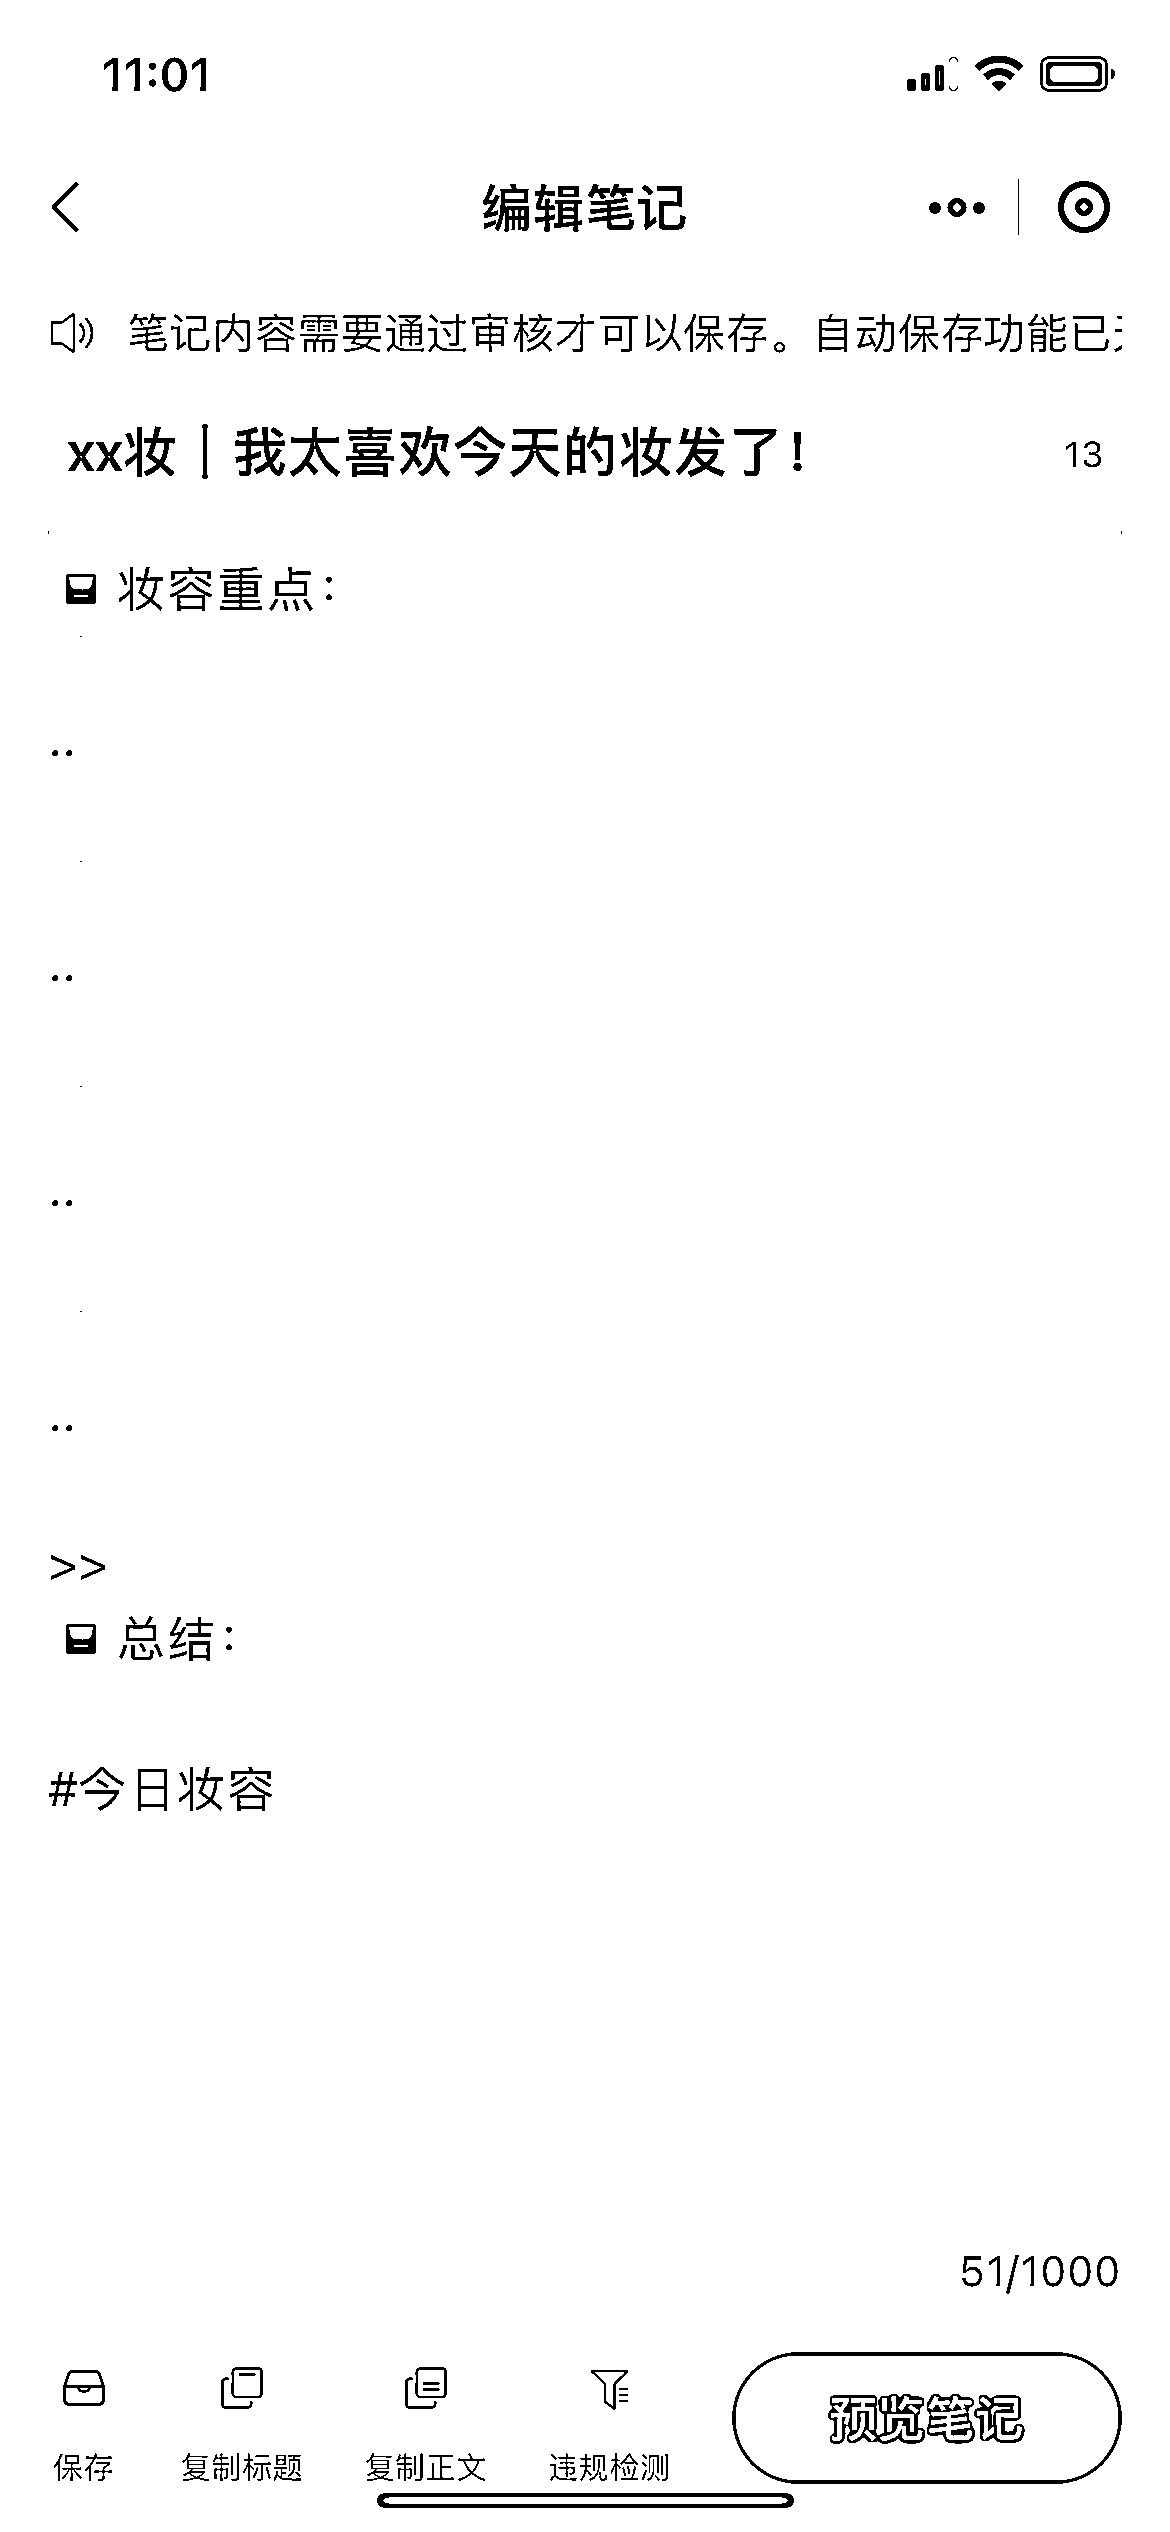 11:01
编辑笔记
笔记内容需要通过审核才可以保存。自动保存功能已
xx妆｜我太喜欢今天的妆发了！
13
妆容重点：
..
..
..
..
>>
总结：
#今日妆容
51/1000
保存
复制标题
复制正文
违规检测
预览笔记